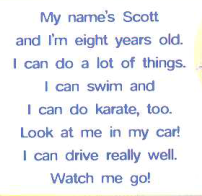 My name's Scott
and I'm eight years old.
I can do a lot of things.
I can swim and
I can do karate, too.
Look at me in my car!
I can drive really well.
Watch me go!